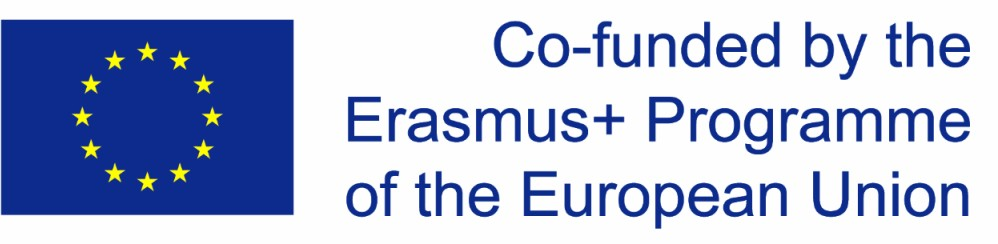 Co-funded by the
Erasmus+ Programme
of the European Union